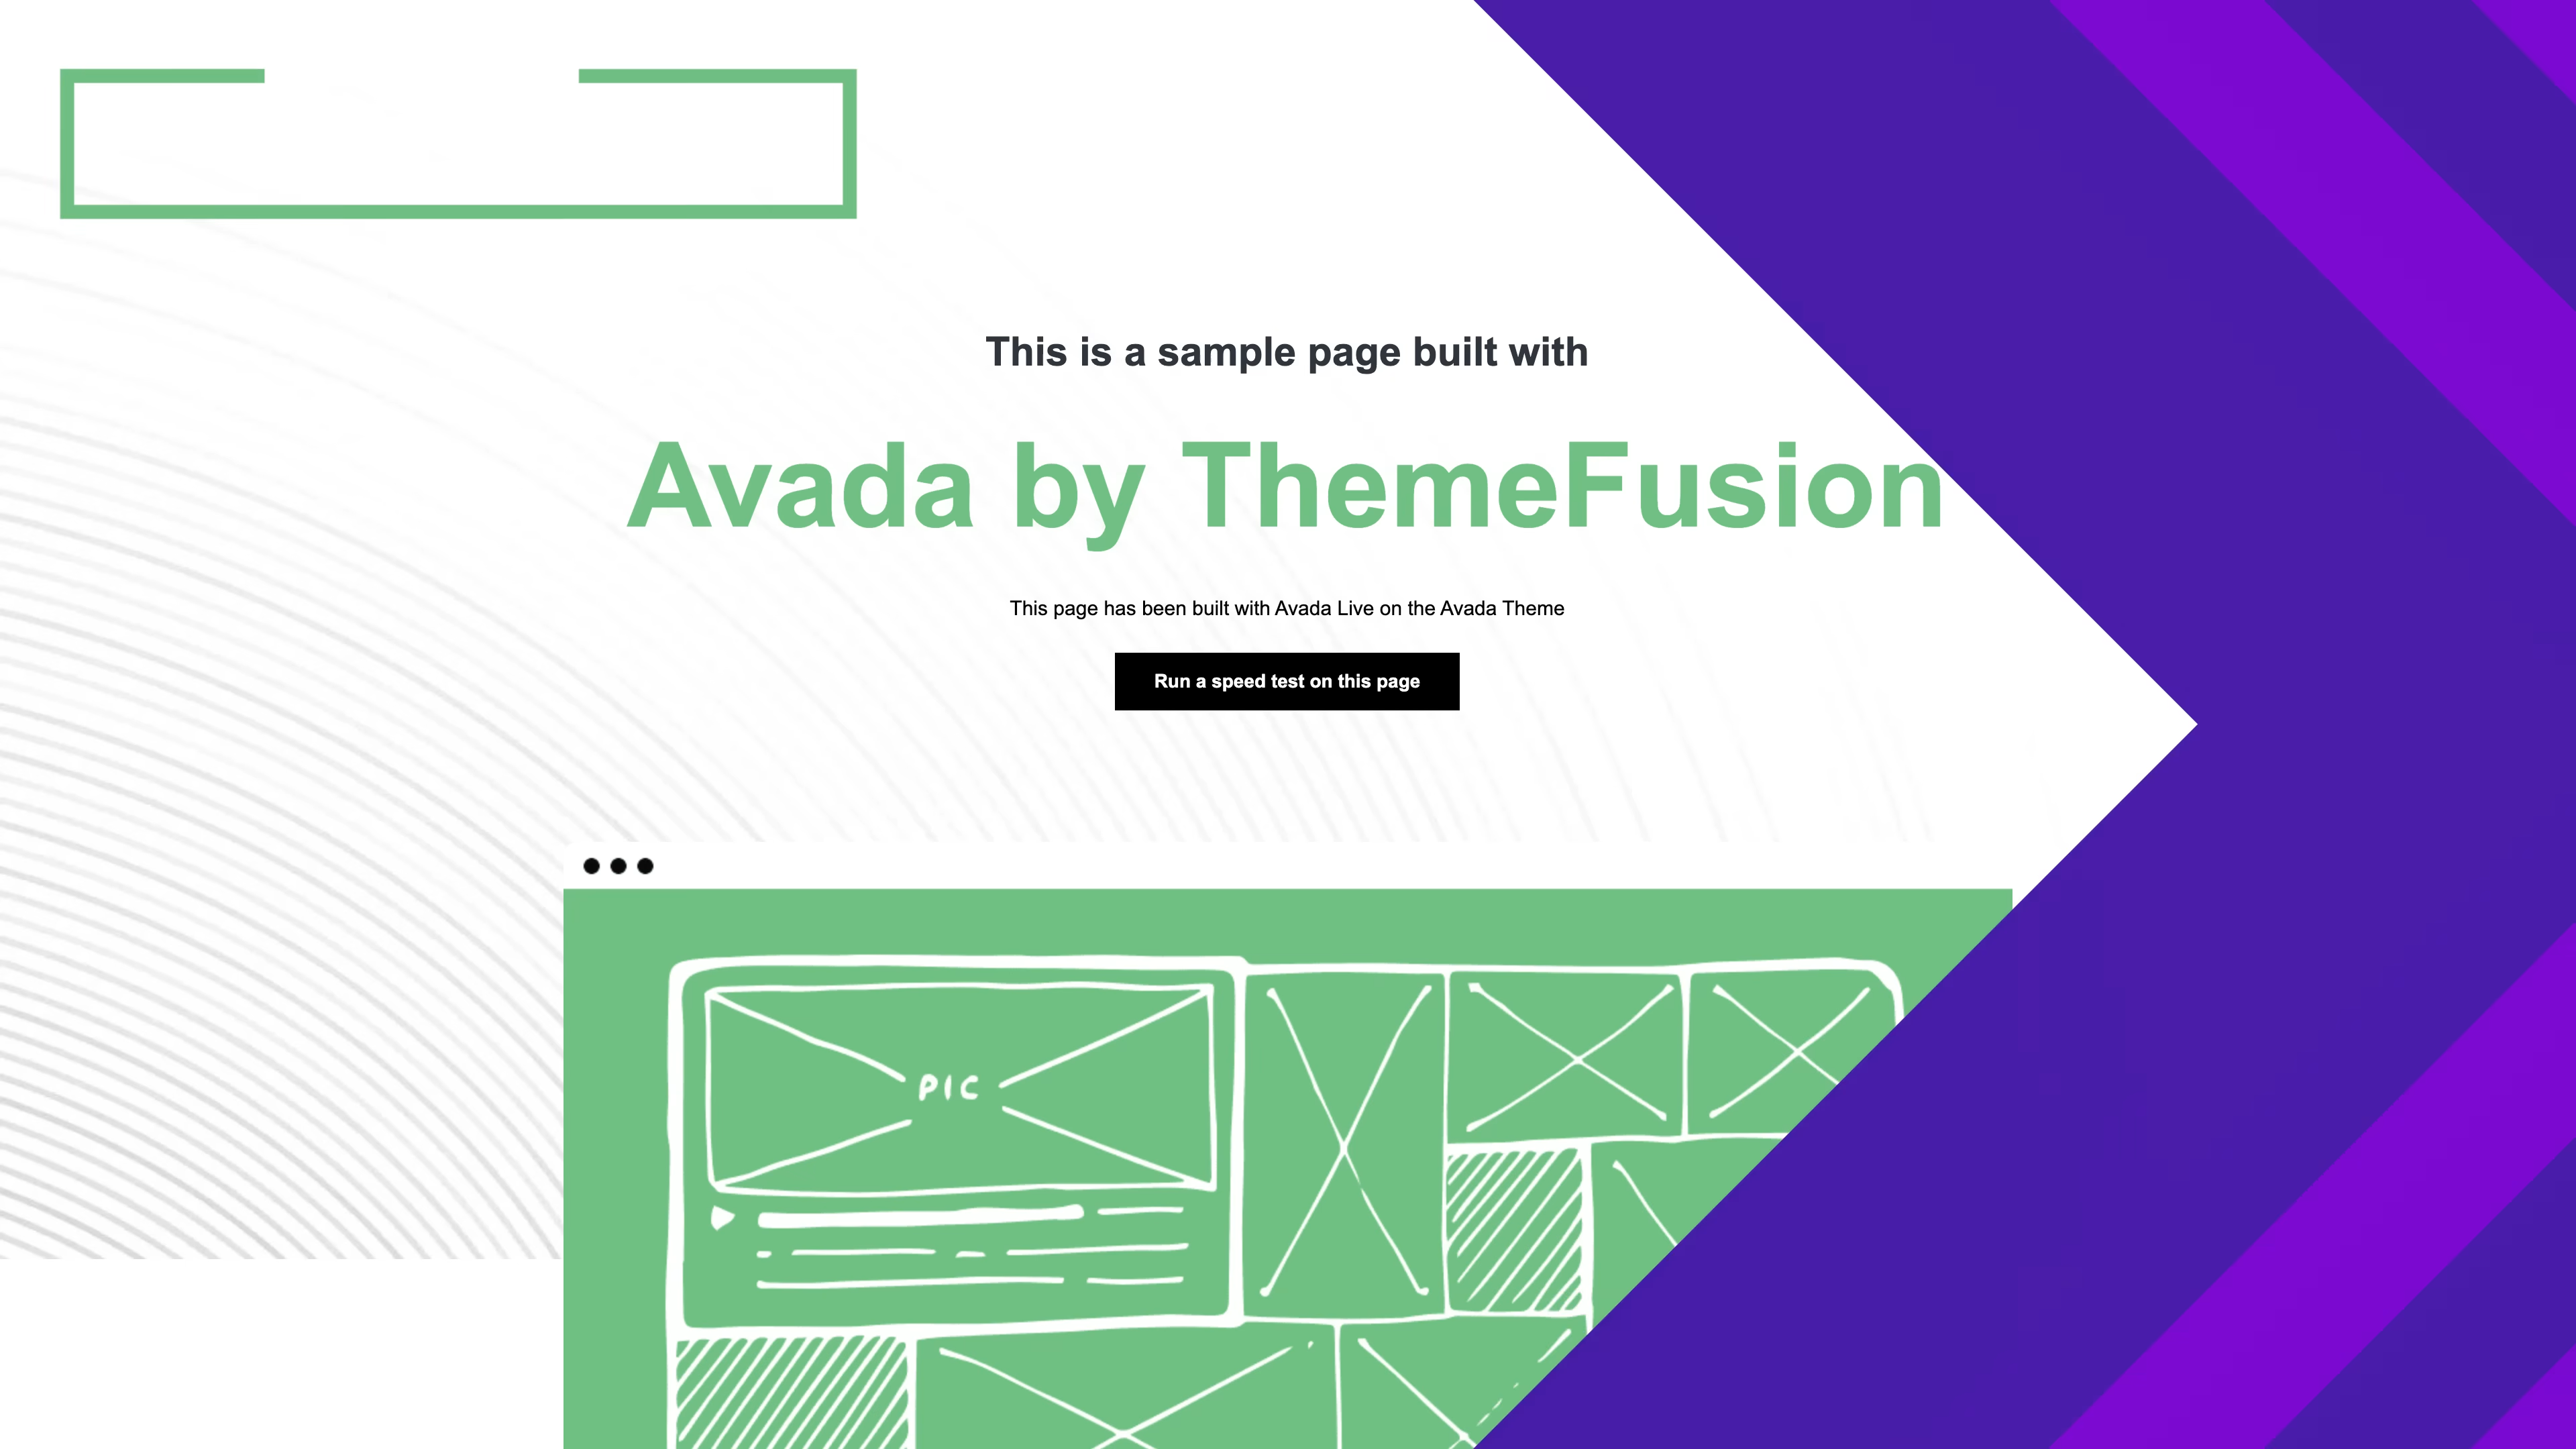 This is a sample page built with
Avada by ThemeFusion
This page has been built with Avada Live on the Avada Theme
Run a speed test on this page
PIC